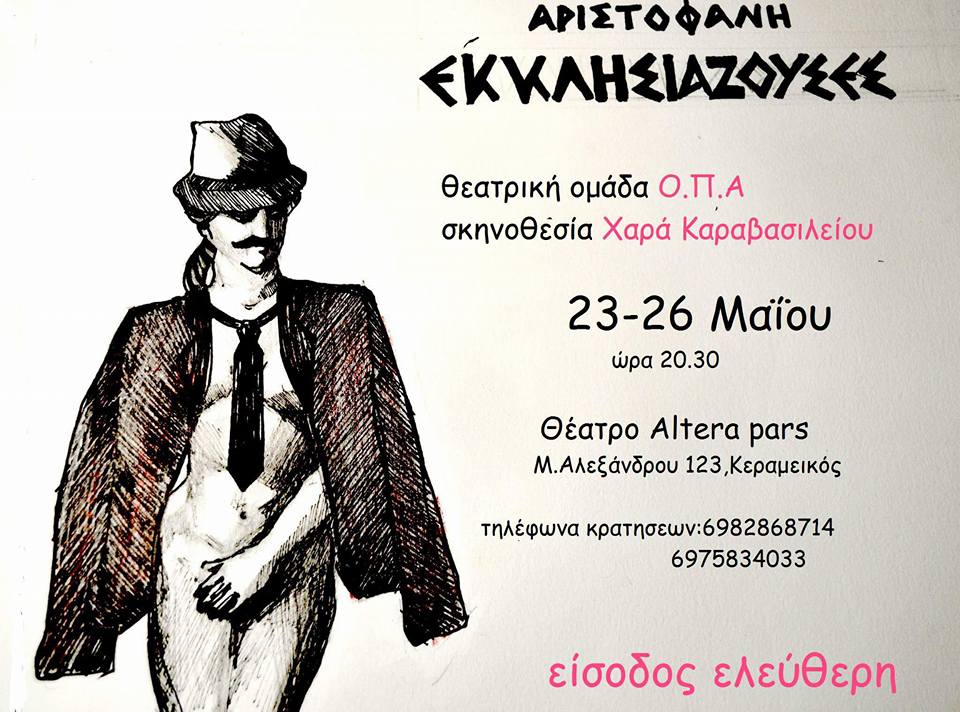 ΑΡΙΣΤΟΦΑΝΗ
ΕΚΚΛΗΣΙΑΖΟΥΣΕΣ
θεατρική ομάδα Ο.Π.Α
σκηνοθεσία Χαρά Καραβασιλείου
23-26 Μαΐου
ώρα 20.30
Θέατρο Altera pars
Μ.Αλεξάνδρου 123,Κεραμεικός
τηλέφωνα κρατησεων:6982868714
6975834033
είσοδος ελεύθερη